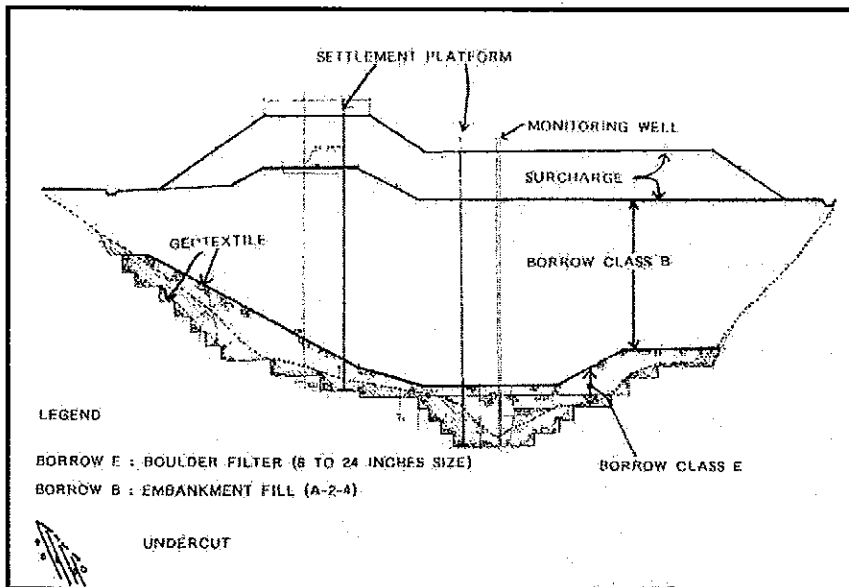 SETTLEMENT PLATFORM
MONITORING WELL
SURCHARGE
GEOTEXTILE
BORROW CLASS B
LEGEND
BORROW E : BOULDER FILTER (8 TO 24 INCHES SIZE)
BORROW CLASS E
BORROW B : EMBANKMENT FILL (A-2-4)
UNDERCUT